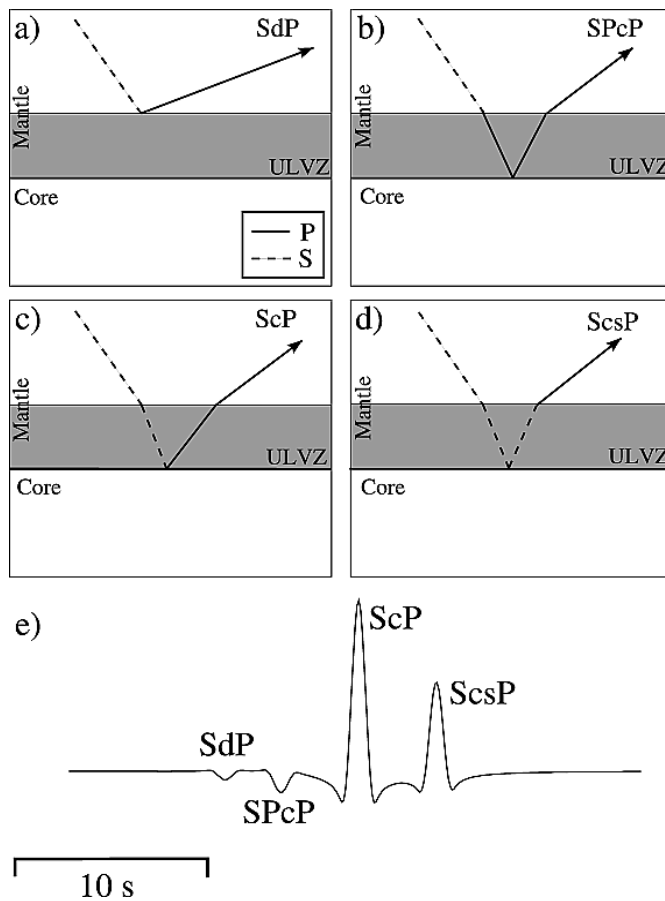 a)
SdP
Mantle
ULVZ
Core
P
S
b)
SPcP
Mantle
ULVZ
Core
c)
ScP
Mantle
ULVZ
Core
d)
ScsP
Mantle
ULVZ
Core
e)
ScP
ScsP
SdP
SPcP
10 s